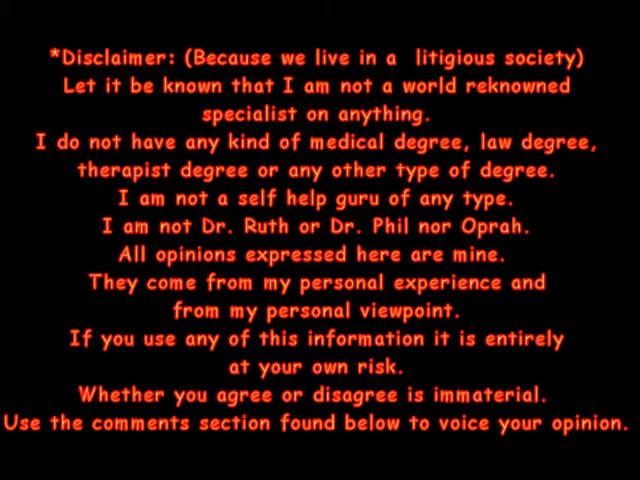 *Disclaimer: (Because we live in a litigious society)
Let it be known that I am not a world reknowned
specialist on anything.
I do not have any kind of medical degree, law degree,
therapist degree or any other type of degree.
I am not a self help guru of any type.
I am not Dr. Ruth or Dr. Phil nor Oprah.
All opinions expressed here are mine.
They come from my personal experience and
from my personal viewpoint.
If you use any of this information it is entirely
at your own risk.
Whether you agree or disagree is immaterial.
Use the comments section found below to voice your opinion.